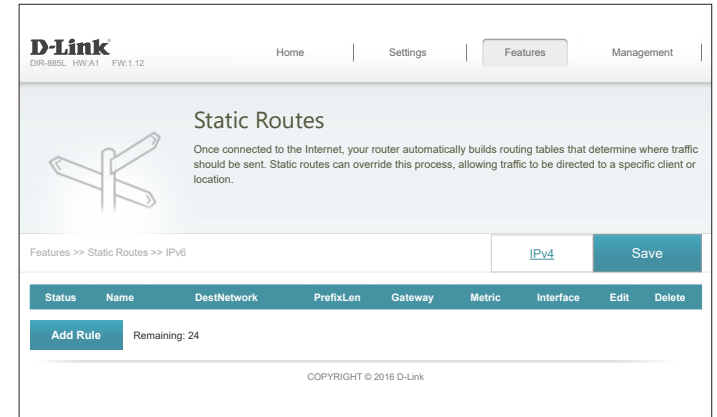 D-Link
DIR-885L HW:A1 FW:1.12
Home Settings Features Management
Static Routes
Once connected to the Internet, your router automatically builds routing tables that determine where traffic
should be sent. Static routes can override this process, allowing traffic to be directed to a specific client or
location.
Features >> Static Routes >> IPv6
IPv4 Save
Status Name DestNetwork PrefixLen Gateway Metric Interface Edit Delete
Add Rule Remaining: 24
COPYRIGHT © 2016 D-Link